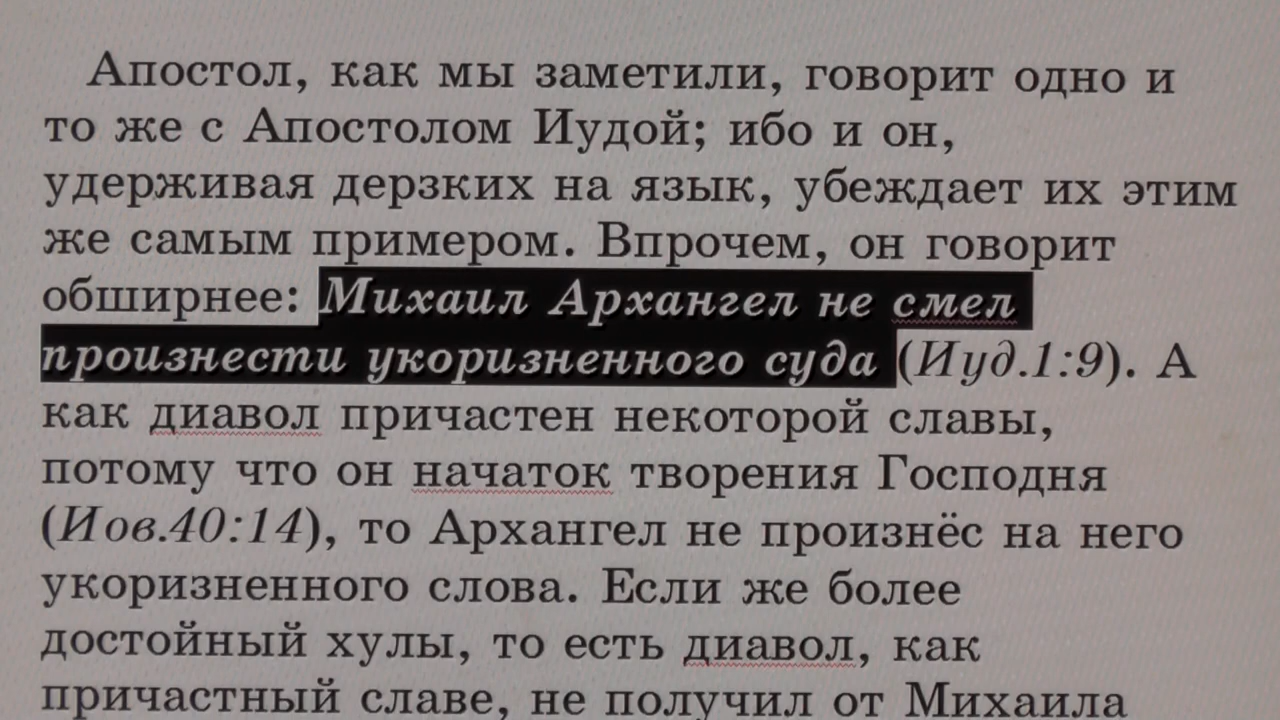 Апостол, как мы заметили, говорит одно и
то же с Апостолом Иудой; ибо и он,
удерживая дерзких на язык, убеждает их этим
же самым примером. Впрочем, он говорит
обширнее: Михаил Архангел не смел
произнести укоризненного суда (Иуд.1:9). А
как диавол причастен некоторой славы,
потому что он начаток творения Господня
(Иов.40:14), то Архангел не произнёс на него
укоризненного слова. Если же более
достойный хулы, то есть диавол, как
причастный славе, не получил от Михаила